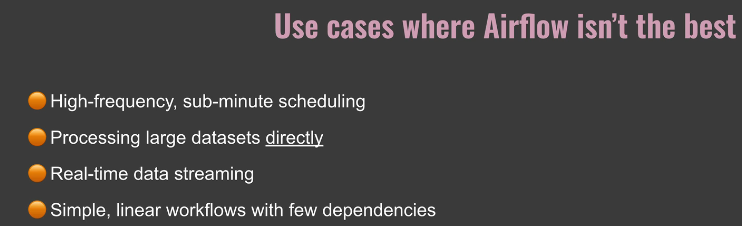 Use cases where Airflow isn't the best
High-frequency, sub-minute scheduling
Processing large datasets directly
Real-time data streaming
Simple, linear workflows with few dependencies